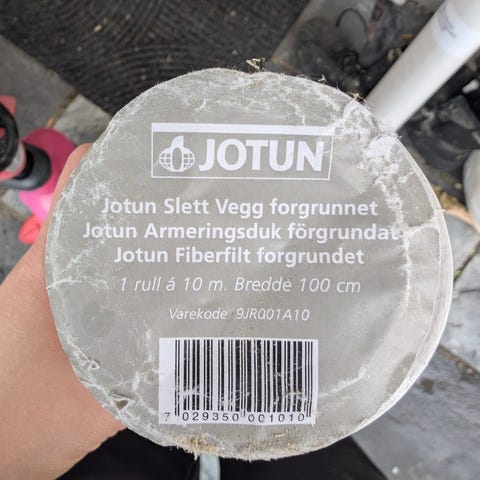 JOTUN
Jotun Slett Vegg forgrunnet
Jotun Armeringsduk förgrundat
Jotun Fiberfilt forgrundet
1 rull á 10 m. Bredde 100 cm
Varekode 9JR001A10
7 029350 001010